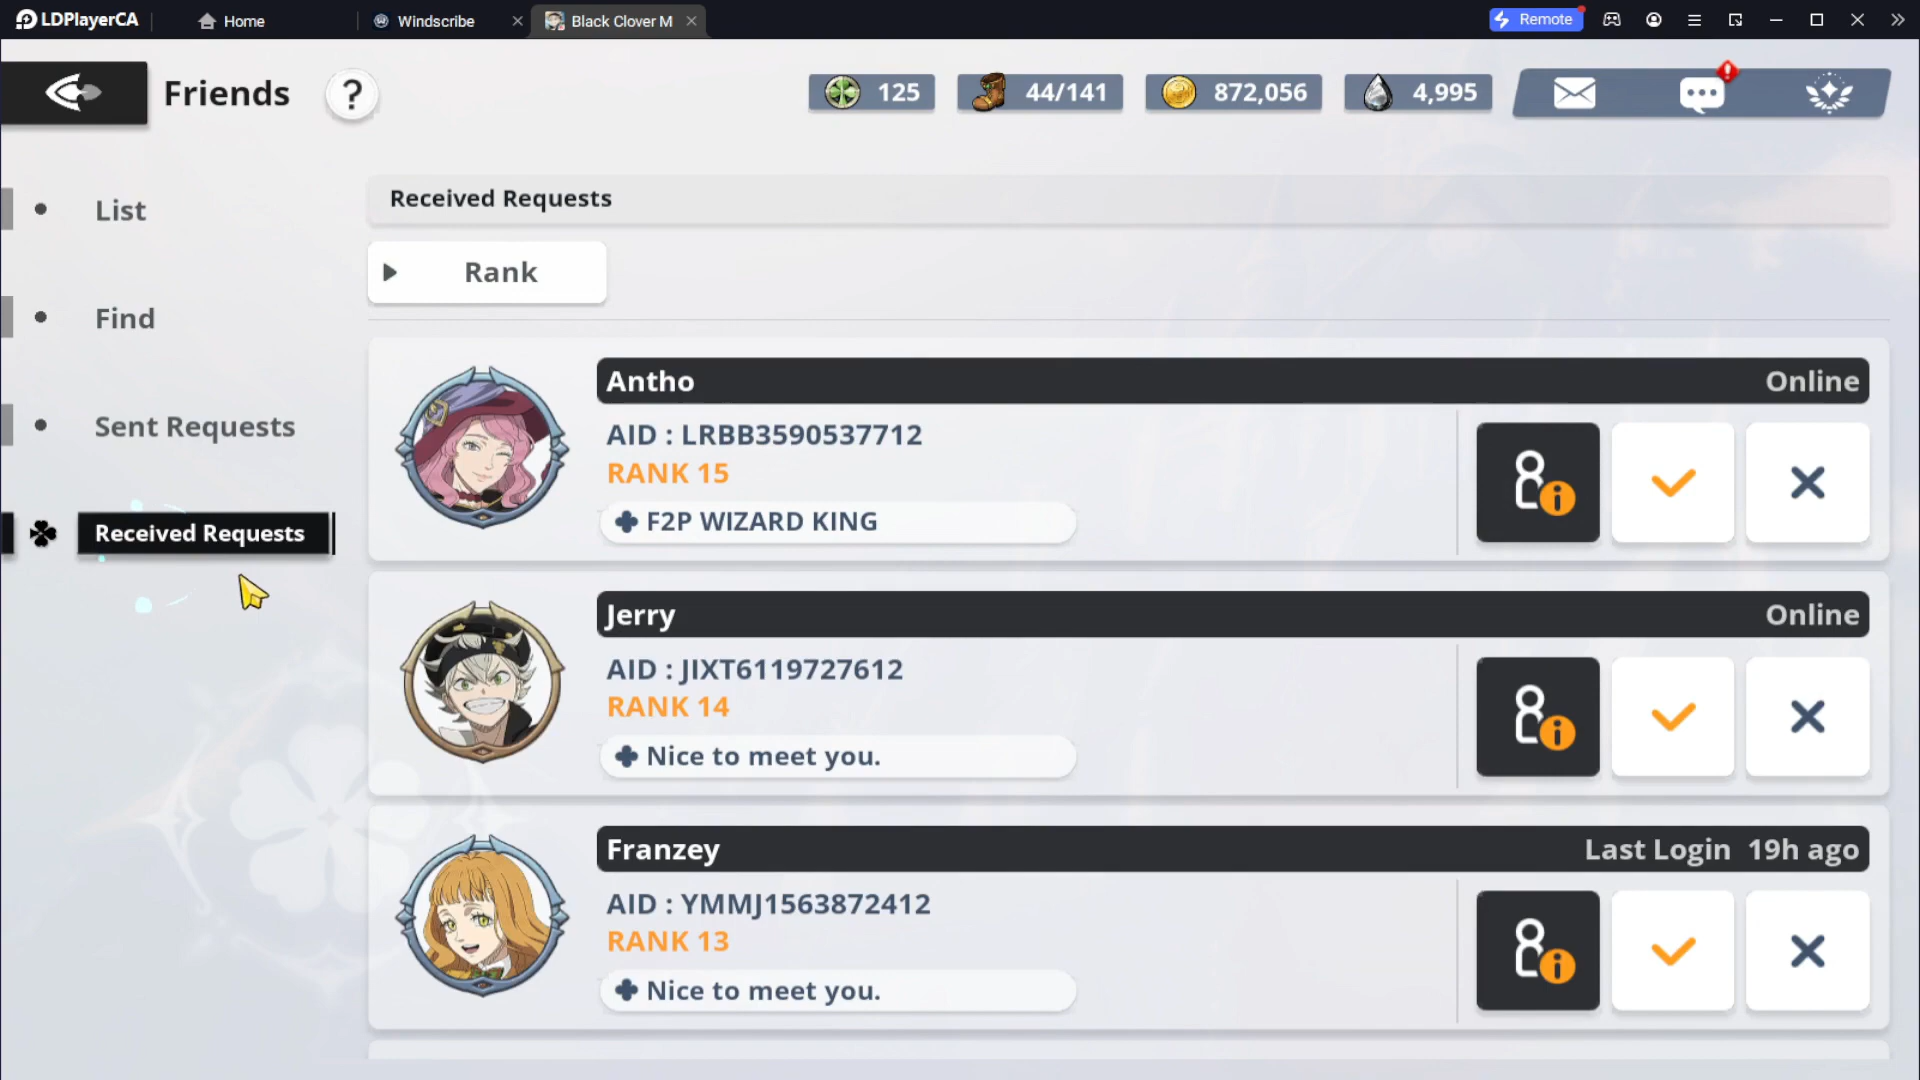 LDPlayerCA
Home
Windscribe
Black Clover M
Remote
Friends
?
125
44/141
872,056
4,995
List
Find
Sent Requests
Received Requests
Received Requests
Rank
Antho
Online
AID : LRBB3590537712
RANK 15
F2P WIZARD KING
Jerry
Online
AID : JIXT6119727612
RANK 14
Nice to meet you.
Franzey
Last Login 19h ago
AID : YMMJ1563872412
RANK 13
Nice to meet you.